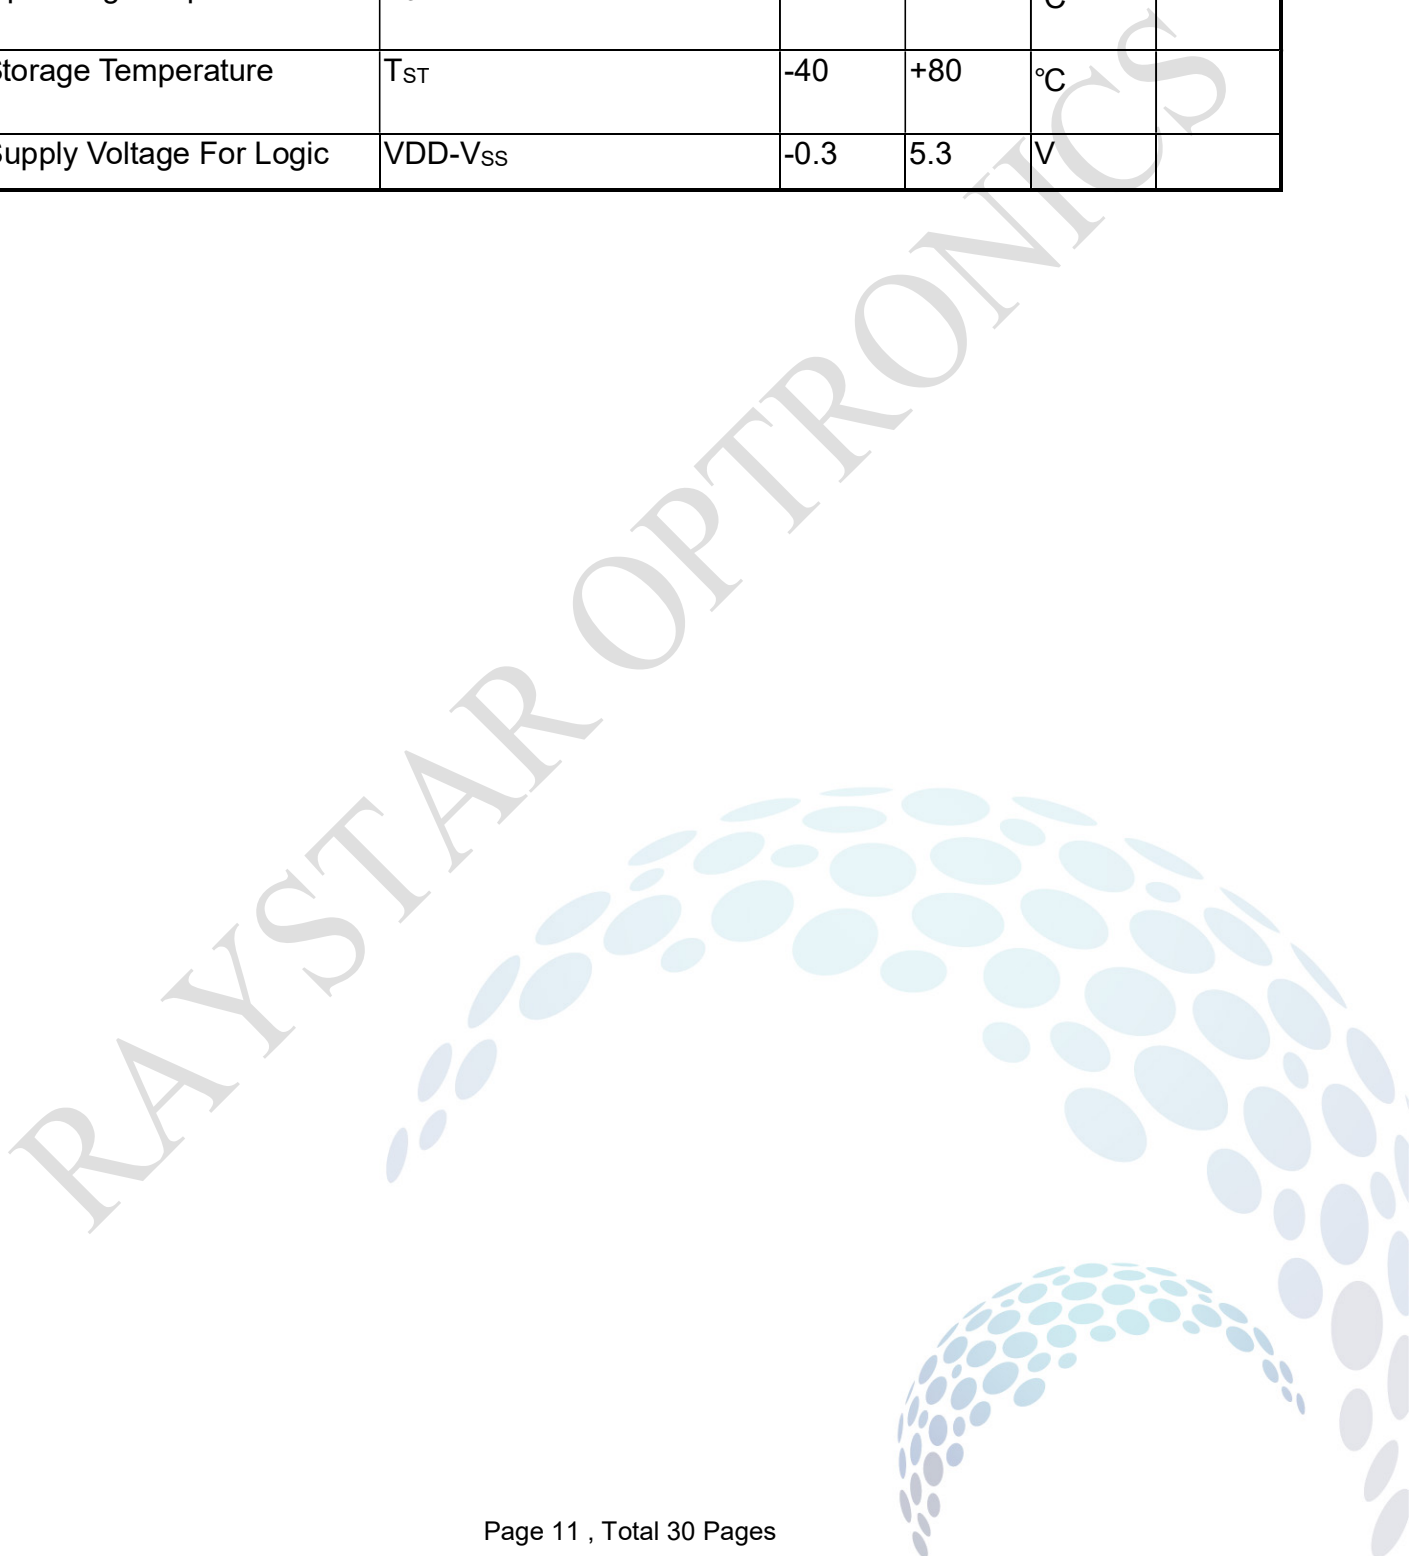 ℃
Storage Temperature TST -40 +80 ℃
Supply Voltage For Logic VDD-VSS -0.3 5.3 V
RAYSTAR OPTRONICS
Page 11 , Total 30 Pages